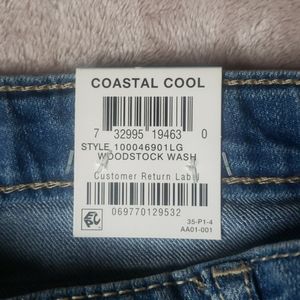 COASTAL COOL
7 32995 19463 0
STYLE 100046901LG
WOODSTOCK WASH
Customer Return Label
069770129532
35-P1-4
AA01-001